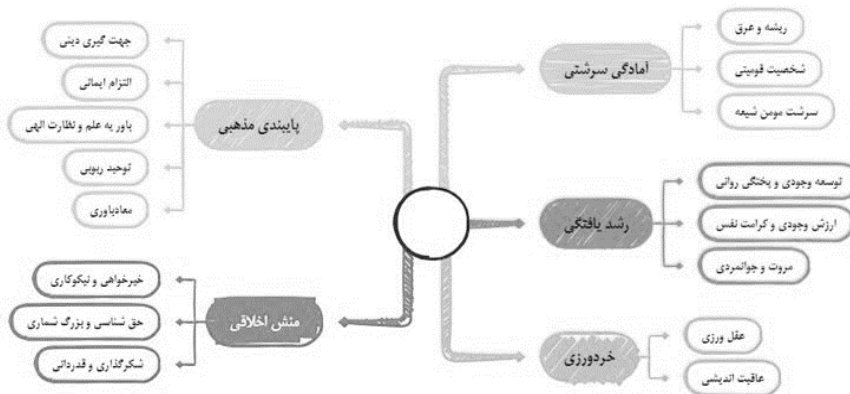 آمادگی سرشتی
ریشه و عرق
شخصیت قومیتی
سرشت مومن شیعه
رشد یافتگی
توسعه وجودی و پختگی روانی
ارزش وجودی و کرامت نفس
مروت و جوانمردی
خردورزی
عقل ورزی
عاقبت اندیشی
پایبندی مذهبی
جهت گیری دینی
التزام ایمانی
باور به علم و نظارت الهی
توحید ربوبی
معادباوری
منش اخلاقی
خیرخواهی و نیکوکاری
حق شناسی و بزرگ شماری
شکرگذاری و قدردانی